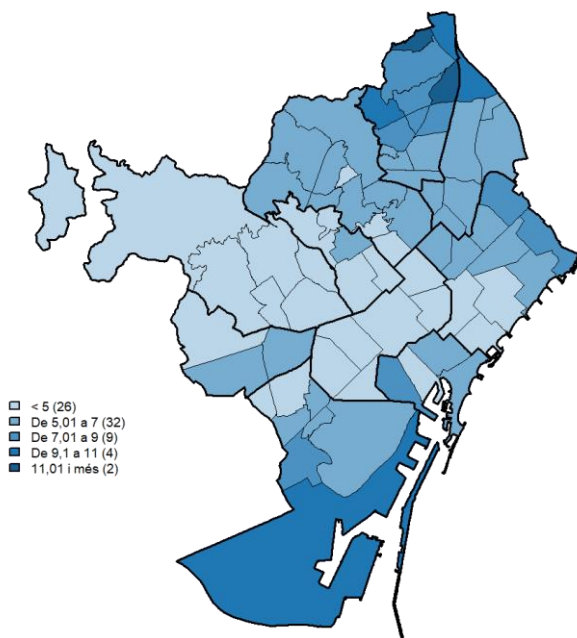 < 5 (26)
De 5,01 a 7 (32)
De 7,01 a 9 (9)
De 9,1 a 11 (4)
11,01 i més (2)